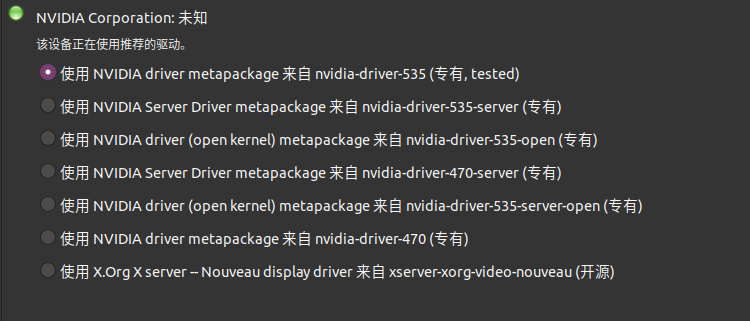 NVIDIA Corporation: 未知
该设备正在使用推荐的驱动。
使用 NVIDIA driver metapackage 来自 nvidia-driver-535 (专有, tested)
使用 NVIDIA Server Driver metapackage 来自 nvidia-driver-535-server (专有)
使用 NVIDIA driver (open kernel) metapackage 来自 nvidia-driver-535-open (专有)
使用 NVIDIA Server Driver metapackage 来自 nvidia-driver-470-server (专有)
使用 NVIDIA driver (open kernel) metapackage 来自 nvidia-driver-535-server-open (专有)
使用 NVIDIA driver metapackage 来自 nvidia-driver-470 (专有)
使用 X.Org X server -- Nouveau display driver 来自 xserver-xorg-video-nouveau (开源)